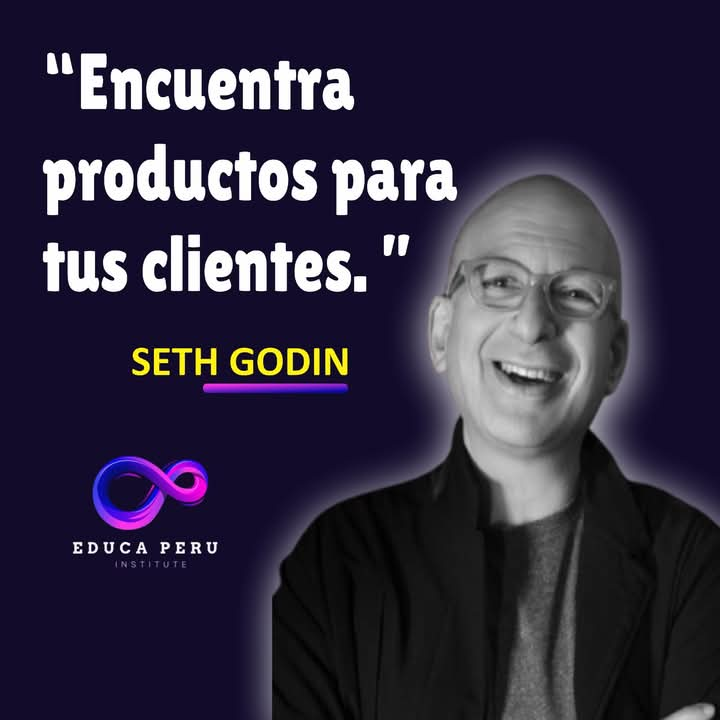 “Encuentra
productos para
tus clientes. ”
SETH GODIN
EDUCA PERU
INSTITUTE